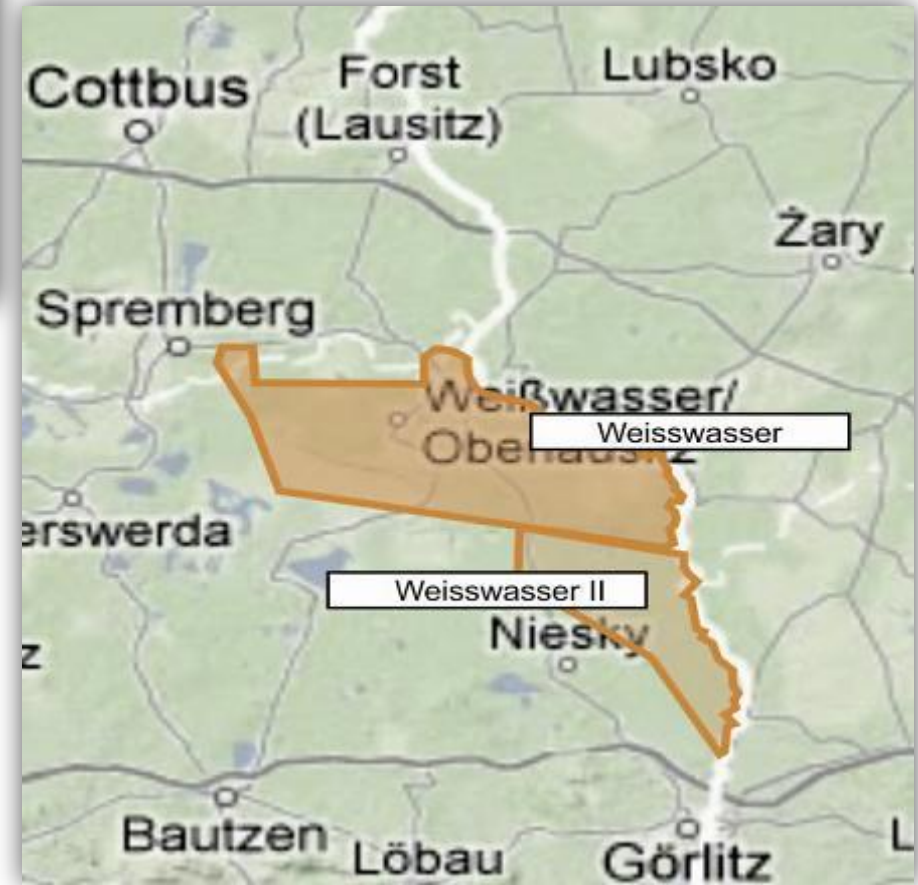 Cottbus
Forst
(Lausitz)
Lubsko
Żary
Spremberg
Weißwasser/
Weisswasser
erswerda
Weisswasser II
Niesky
z
Bautzen
Löbau
Görlitz
L